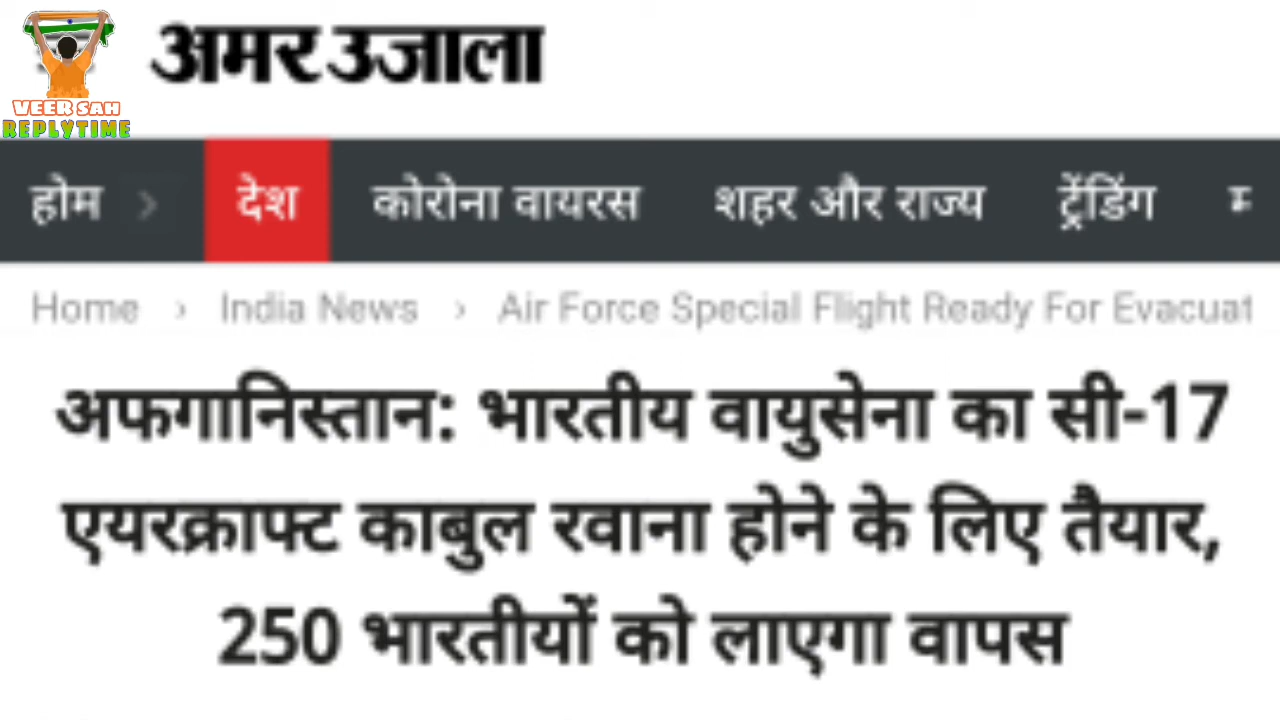 अमर उजाला
VEER SAH
REPLYTIME
होम › देश कोरोना वायरस शहर और राज्य ट्रेंडिंग
Home › India News › Air Force Special Flight Ready For Evacuat
अफगानिस्तान: भारतीय वायुसेना का सी-17
एयरक्राफ्ट काबुल रवाना होने के लिए तैयार,
250 भारतीयों को लाएगा वापस